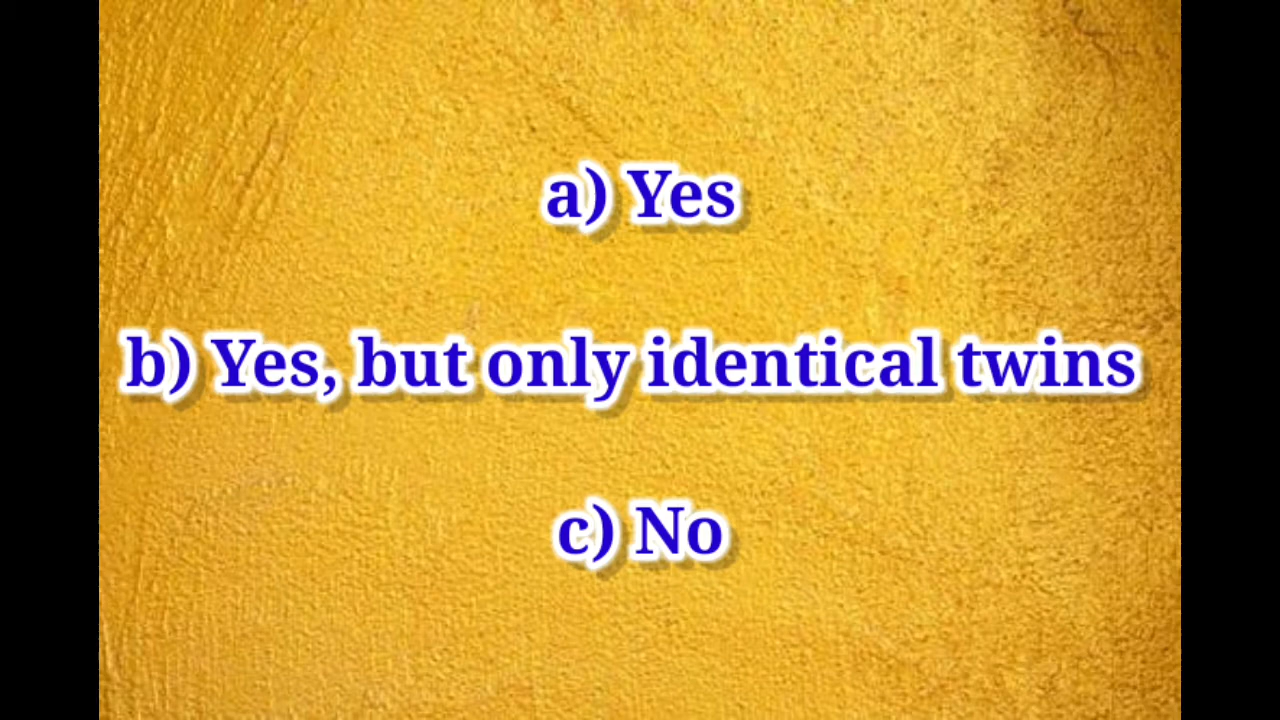 a) Yes
b) Yes, but only identical twins
c) No